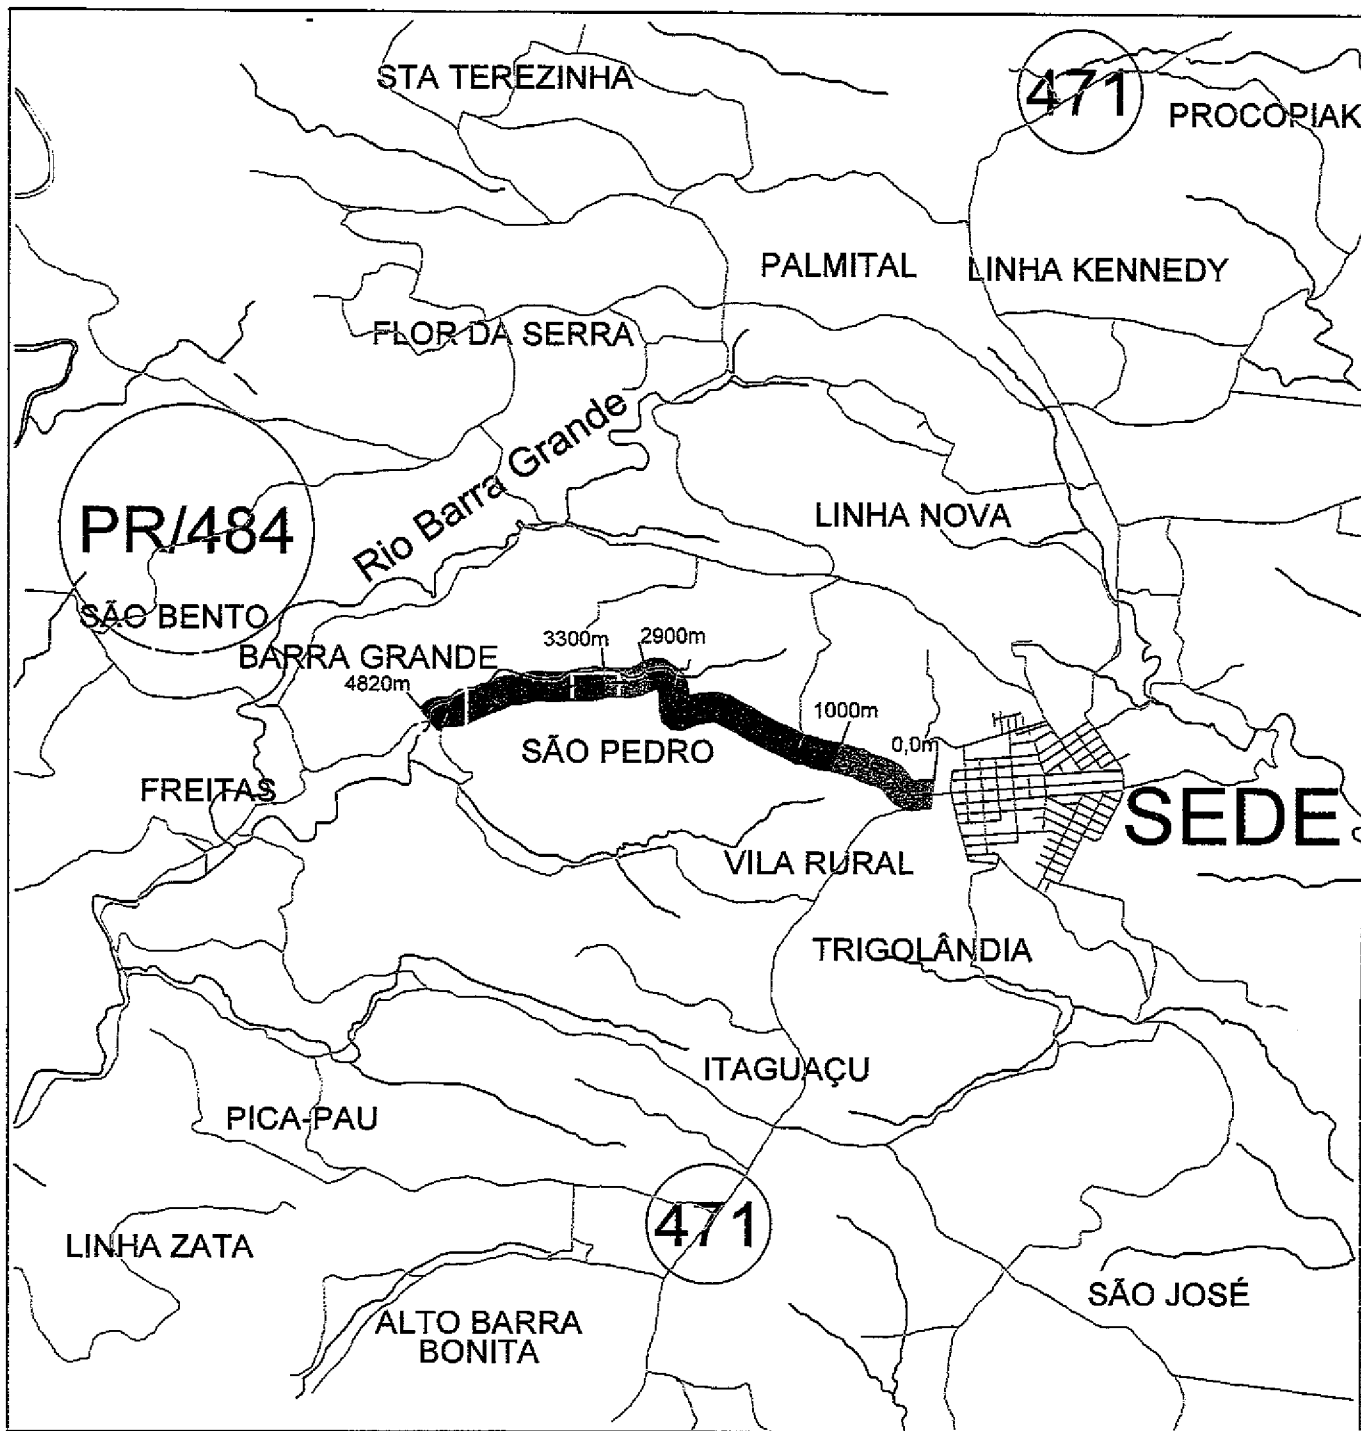 STA TEREZINHA
471
PROCOPIAK
PALMITAL
LINHA KENNEDY
FLOR DA SERRA
Rio Barra Grande
PR/484
LINHA NOVA
SÃO BENTO
BARRA GRANDE
3300m
2900m
4820m
1000m
SÃO PEDRO
0,0m
FREITAS
SEDE
VILA RURAL
TRIGOLÂNDIA
ITAGUAÇU
PICA-PAU
471
LINHA ZATA
SÃO JOSÉ
ALTO BARRA
BONITA